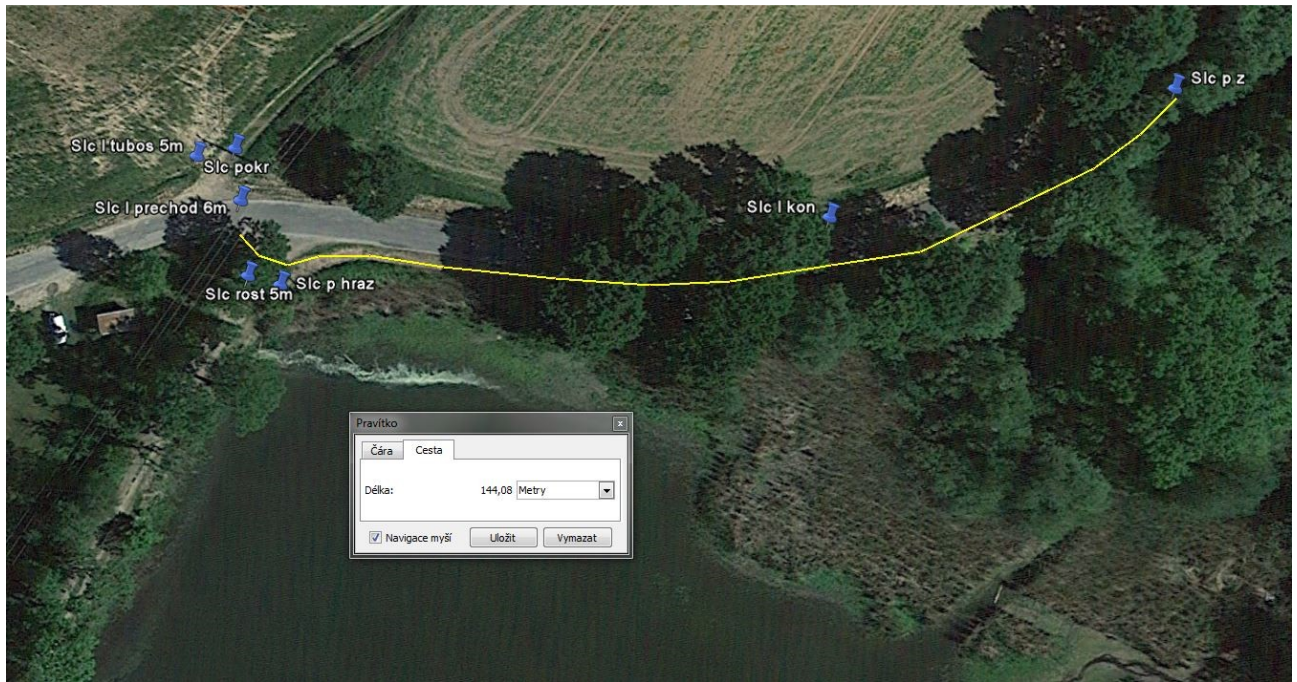 Slc p z
Slc l tubos 5m
Slc pokr
Slc l prechod 6m
Slc l kon
Slc rost 5m
Slc p hraz
Pravítko
Čára
Cesta
Délka:
144,08
Metry
Navigace myší
Uložit
Vymazat